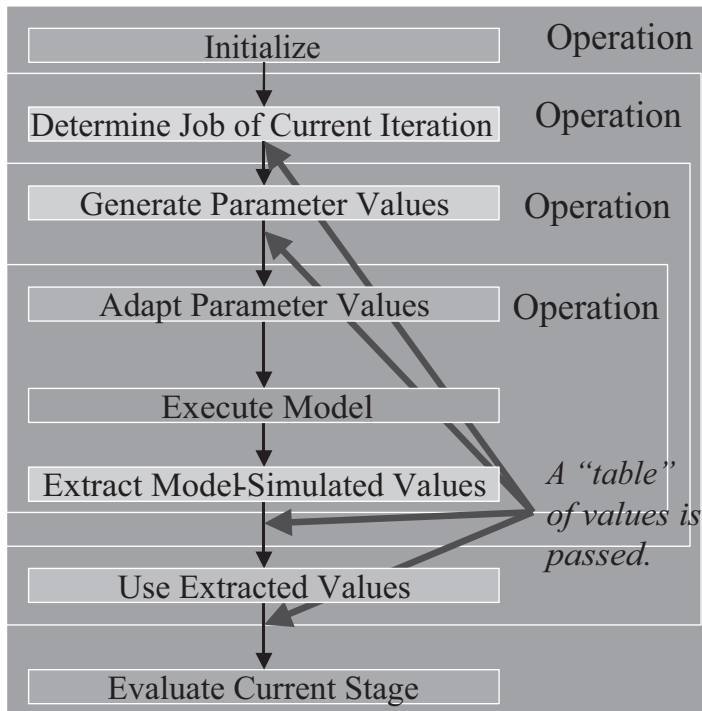 Initialize
Operation
Determine Job of Current Iteration
Operation
Generate Parameter Values
Operation
Adapt Parameter Values
Operation
Execute Model
Extract Model-Simulated Values
A “table”
of values is
passed.
Use Extracted Values
Evaluate Current Stage